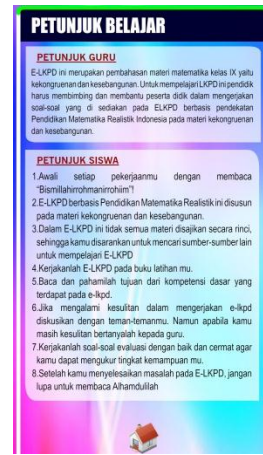 PETUNJUK BELAJAR
PETUNJUK GURU
E-LKPD ini merupakan pembahasan materi matematika kelas IX yaitu
kekongruenan dan kesebangunan. Untuk mempelajari LKPD ini pendidik
harus membimbing dan membantu peserta didik dalam mengerjakan
soal-soal yang di sediakan pada ELKPD berbasis pendekatan
Pendidikan Matematika Realistik Indonesia pada materi kekongruenan
dan kesebangunan.
PETUNJUK SISWA
1.Awali setiap pekerjaanmu dengan membaca
"Bismillahirrohmanirrohiim"!
2.E-LKPD berbasis Pendidikan Matematika Realistik ini disusun
pada materi kekongruenan dan kesebangunan.
3.Dalam E-LKPD ini tidak semua materi disajikan secara rinci,
sehingga kamu disarankan untuk mencari sumber-sumber lain
untuk mempelajari E-LKPD
4.Kerjakanlah E-LKPD pada buku latihan mu.
5.Baca dan pahamilah tujuan dari kompetensi dasar yang
terdapat pada e-lkpd.
6.Jika mengalami kesulitan dalam mengerjakan e-lkpd
diskusikan dengan teman-temanmu. Namun apabila kamu
masih kesulitan bertanyalah kepada guru.
7.Kerjakanlah soal-soal evaluasi dengan baik dan cermat agar
kamu dapat mengukur tingkat kemampuan mu.
8.Setelah kamu menyelesaikan masalah pada E-LKPD, jangan
lupa untuk membaca Alhamdulilah